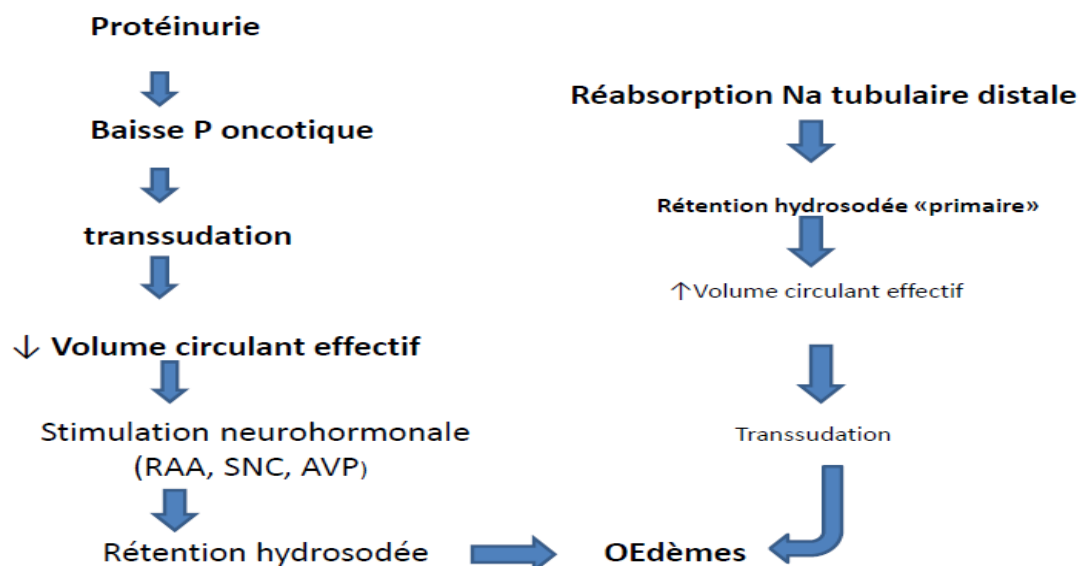 Protéinurie
Baisse P oncotique
transsudation
↓ Volume circulant effectif
Stimulation neurohormonale
(RAA, SNC, AVP)
Rétention hydrosodée
Réabsorption Na tubulaire distale
Rétention hydrosodée «primaire»
↑Volume circulant effectif
Transsudation
OEdèmes